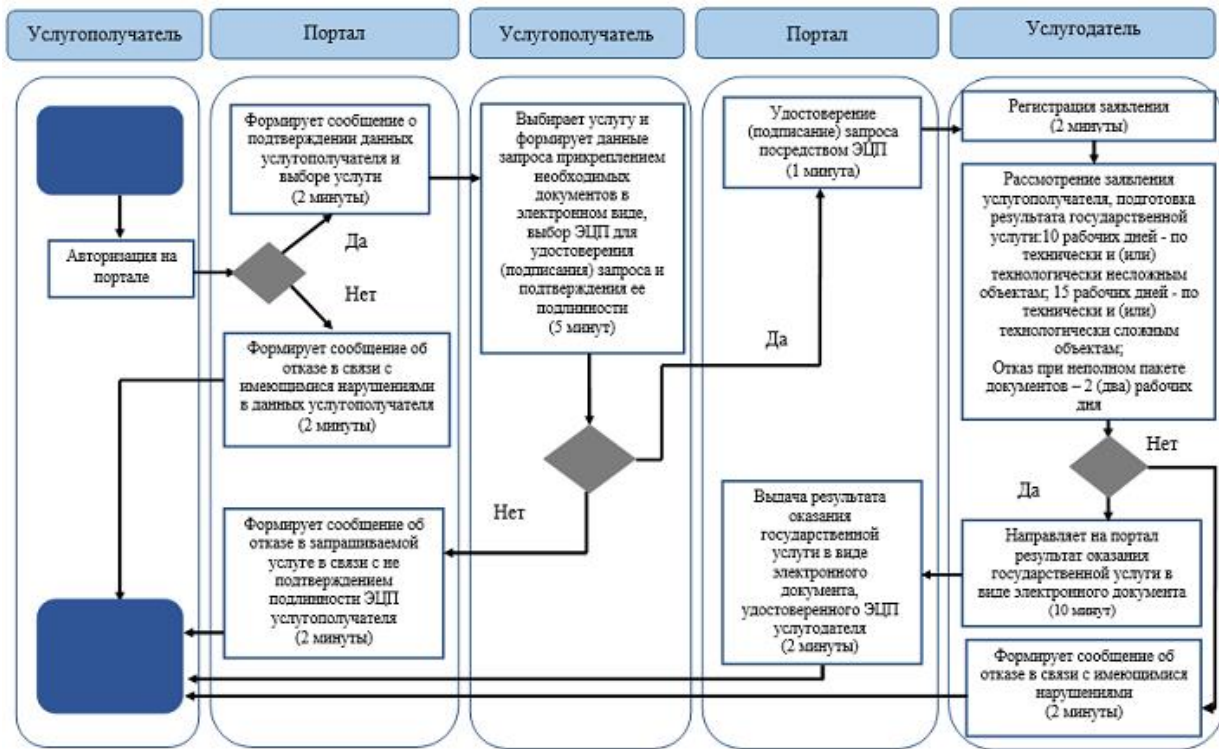 Услугополучатель
Портал
Услугополучатель
Портал
Услугодатель
Авторизация на
портале
Формирует сообщение о
подтверждении данных
услугополучателя и
выборе услуги
(2 минуты)
Да
Нет
Формирует сообщение об
отказе в связи с
имеющимися нарушениями
в данных услугополучателя
(2 минуты)
Формирует сообщение об
отказе в запрашиваемой
услуге в связи с не
подтверждением
подлинности ЭЦП
услугополучателя
(2 минуты)
Выбирает услугу и
формирует данные
запроса прикреплением
необходимых
документов в
электронном виде,
выбор ЭЦП для
удостоверения
(подписания) запроса и
подтверждения ее
подлинности
(5 минут)
Да
Нет
Удостоверение
(подписание) запроса
посредством ЭЦП
(1 минута)
Выдача результата
оказания
государственной
услуги в виде
электронного
документа,
удостоверенного ЭЦП
услугодателя
(2 минуты)
Регистрация заявления
(2 минуты)
Рассмотрение заявления
услугополучателя, подготовка
результата государственной
услуги:10 рабочих дней - по
технически и (или)
технологически несложным
объектам; 15 рабочих дней - по
технически и (или)
технологически сложным
объектам;
Отказ при неполном пакете
документов – 2 (два) рабочих
дня
Нет
Да
Направляет на портал
результат оказания
государственной услуги в
виде электронного документа
(10 минут)
Формирует сообщение об
отказе в связи с имеющимися
нарушениями
(2 минуты)